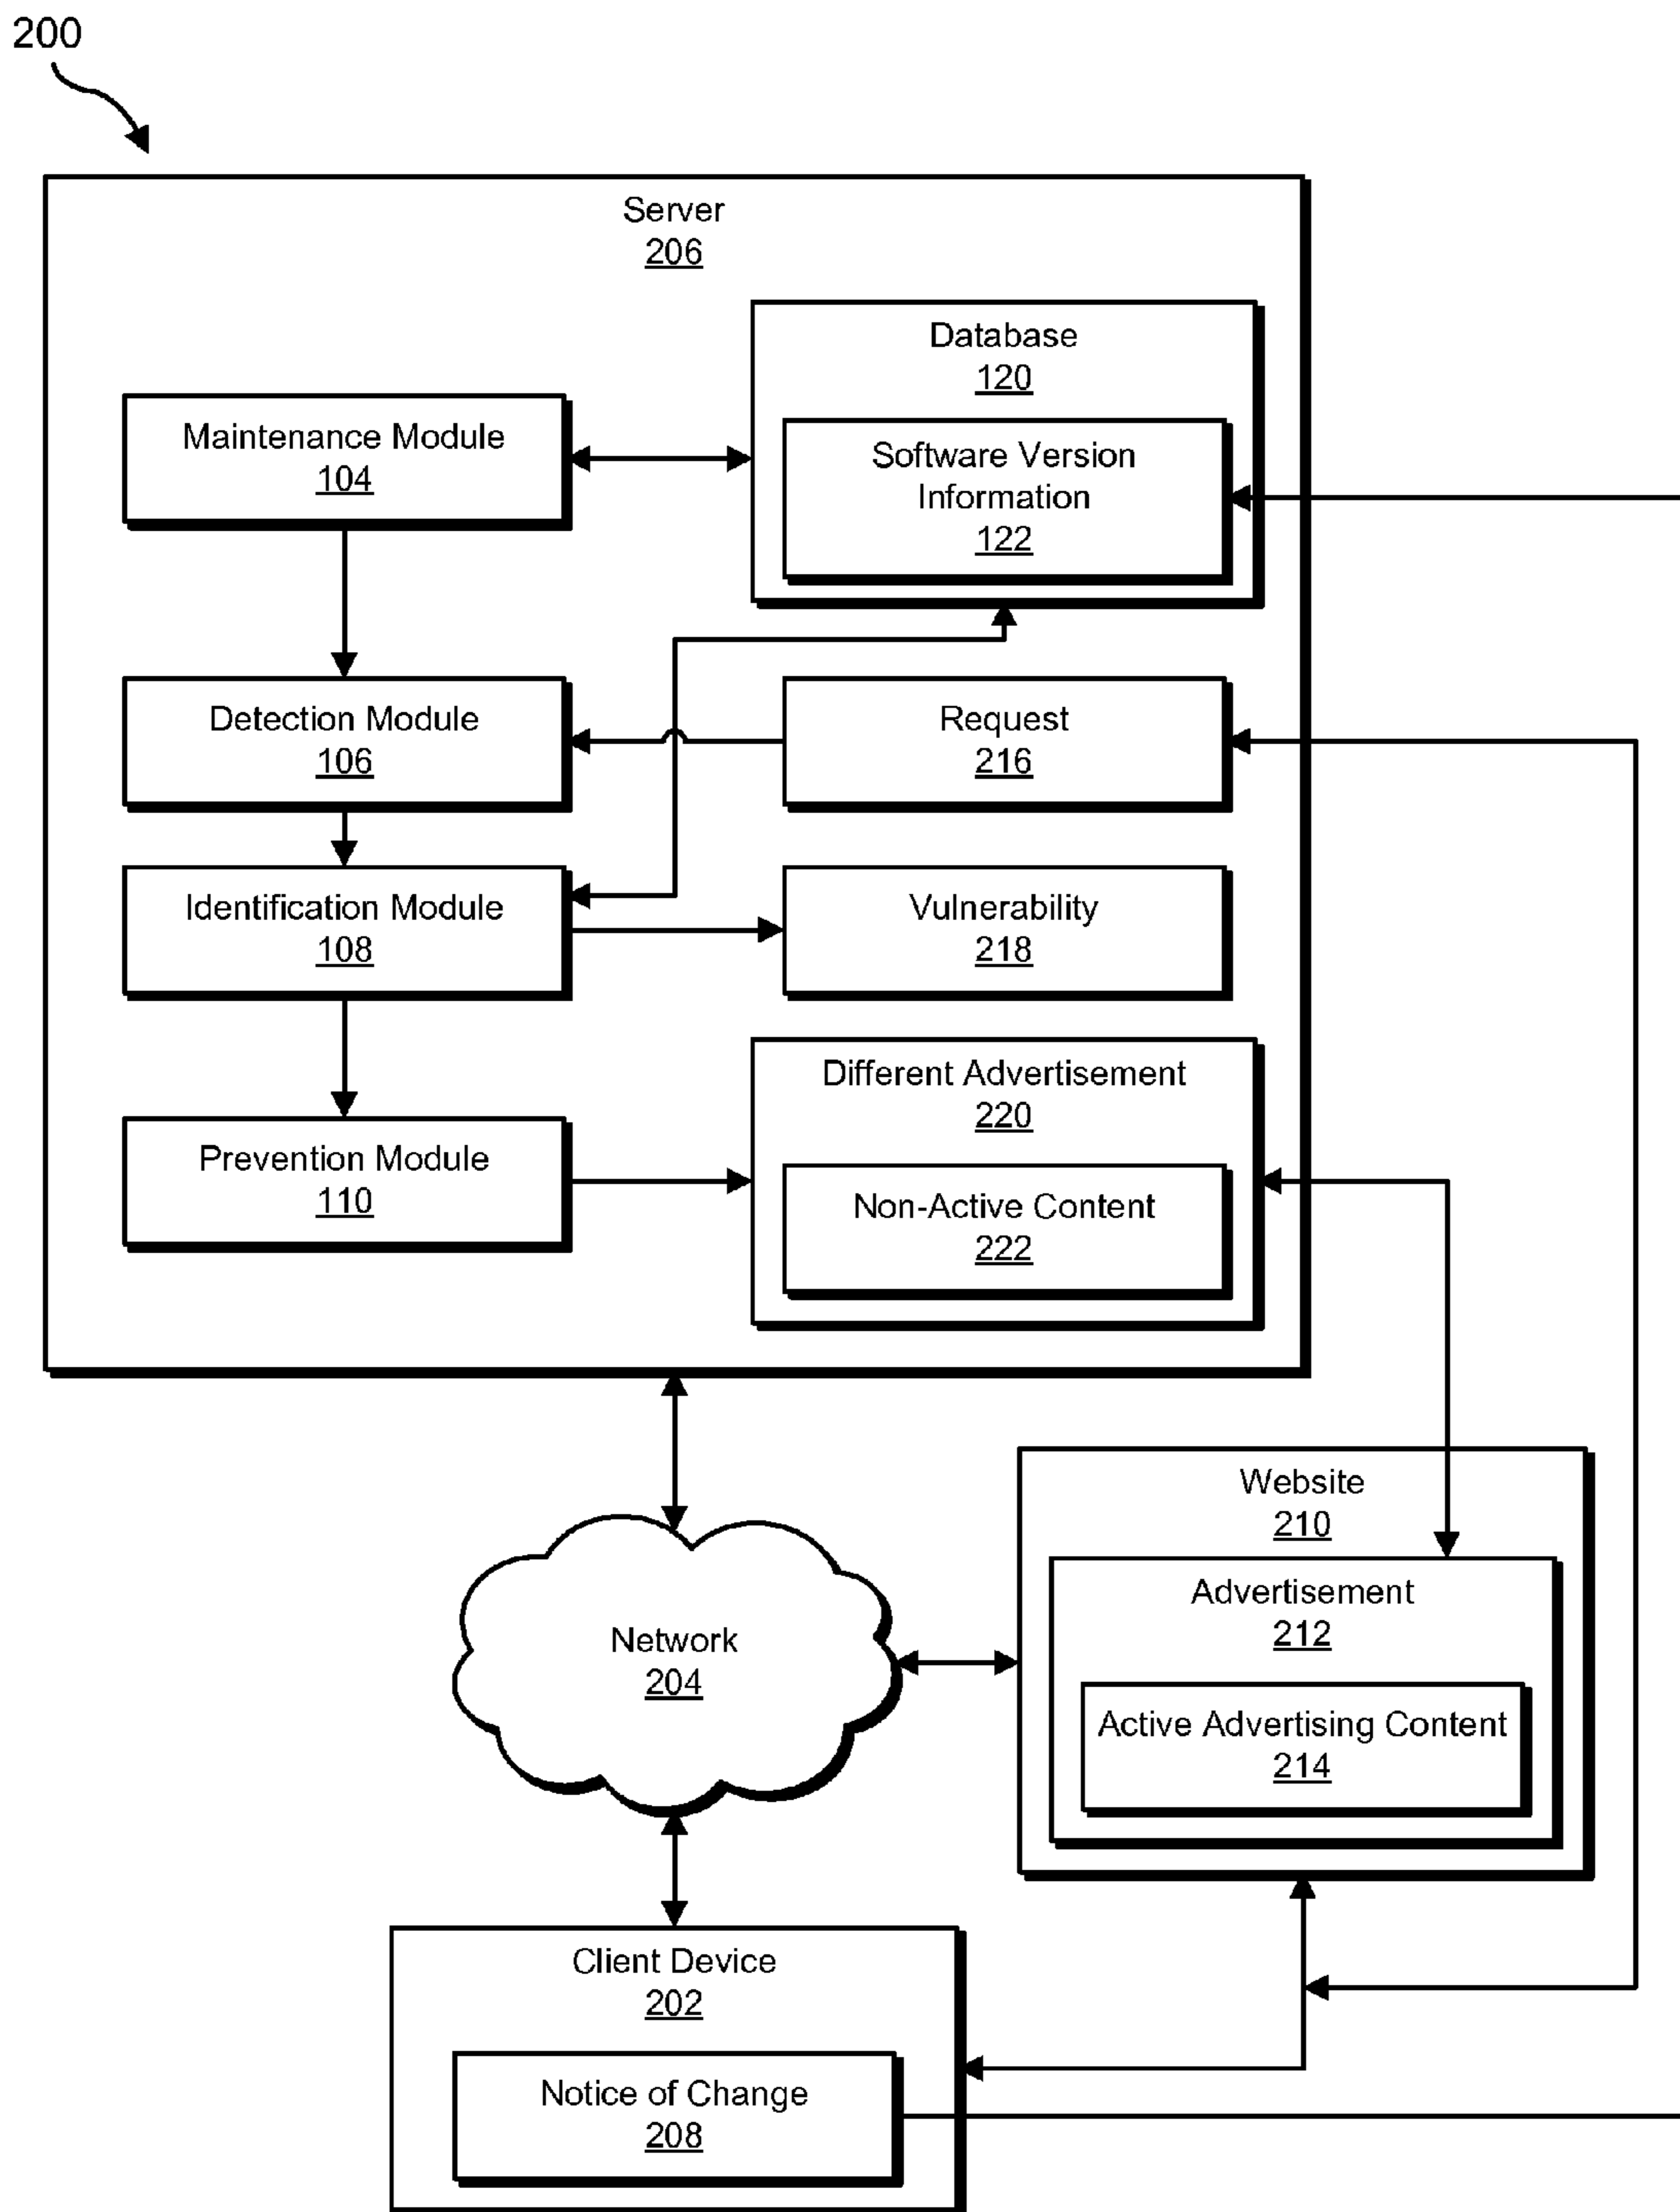 200
Server
206
Database
120
Maintenance Module
104
Software Version
Information
122
Detection Module
106
Request
216
Identification Module
108
Vulnerability
218
Different Advertisement
220
Prevention Module
110
Non-Active Content
222
Website
210
Advertisement
212
Network
204
Active Advertising Content
214
Client Device
202
Notice of Change
208